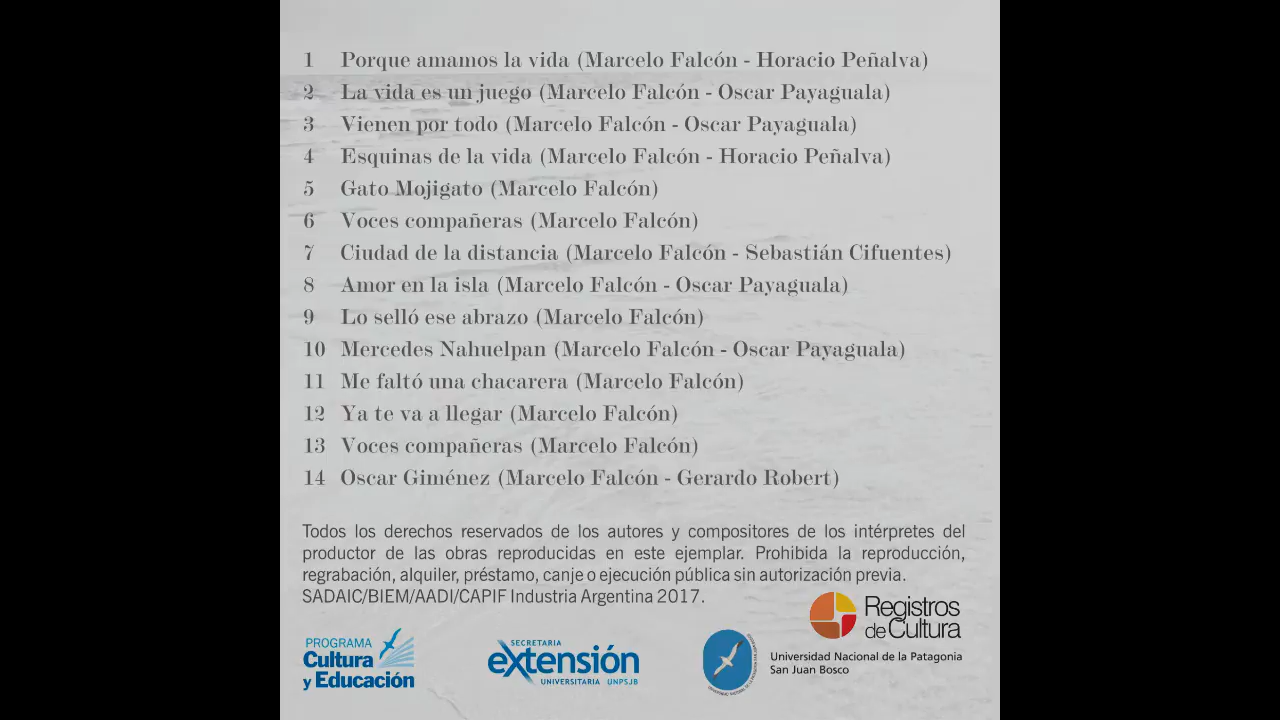 1 Porque amamos la vida (Marcelo Falcón - Horacio Peñalva)
2 La vida es un juego (Marcelo Falcón - Oscar Payaguala)
3 Vienen por todo (Marcelo Falcón - Oscar Payaguala)
4 Esquinas de la vida (Marcelo Falcón - Horacio Peñalva)
5 Gato Mojigato (Marcelo Falcón)
6 Voces compañeras (Marcelo Falcón)
7 Ciudad de la distancia (Marcelo Falcón - Sebastián Cifuentes)
8 Amor en la isla (Marcelo Falcón - Oscar Payaguala)
9 Lo selló ese abrazo (Marcelo Falcón)
10 Mercedes Nahuelpan (Marcelo Falcón - Oscar Payaguala)
11 Me faltó una chacarera (Marcelo Falcón)
12 Ya te va a llegar (Marcelo Falcón)
13 Voces compañeras (Marcelo Falcón)
14 Oscar Giménez (Marcelo Falcón - Gerardo Robert)
Todos los derechos reservados de los autores y compositores de los intérpretes del
productor de las obras reproducidas en este ejemplar. Prohibida la reproducción,
regrabación, alquiler, préstamo, canje o ejecución pública sin autorización previa.
SADAIC/BIEM/AADI/CAPIF Industria Argentina 2017.
Registros
de Cultura
PROGRAMA
Cultura
y Educación
SECRETARIA
extensión
UNIVERSITARIA UNPSJB
Universidad Nacional de la Patagonia
San Juan Bosco